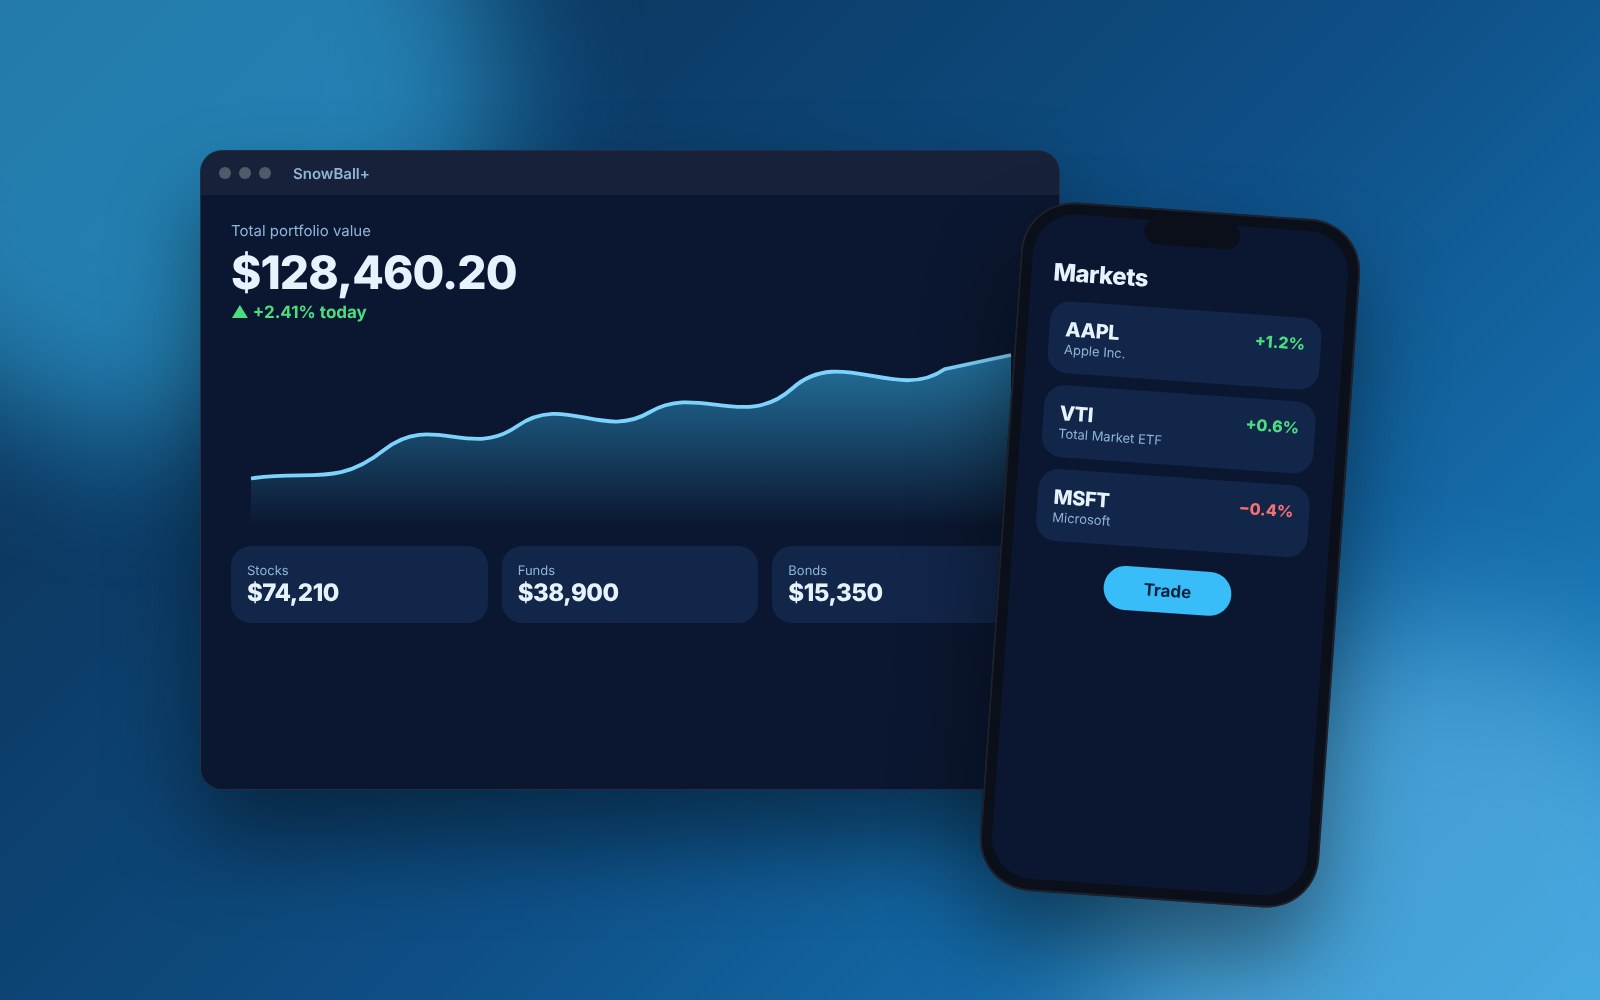 SnowBall+
Total portfolio value
$128,460.20
▲ +2.41% today
Stocks
$74,210
Funds
$38,900
Bonds
$15,350
Markets
AAPL
+1.2%
Apple Inc.
VTI
+0.6%
Total Market ETF
MSFT
−0.4%
Microsoft
Trade